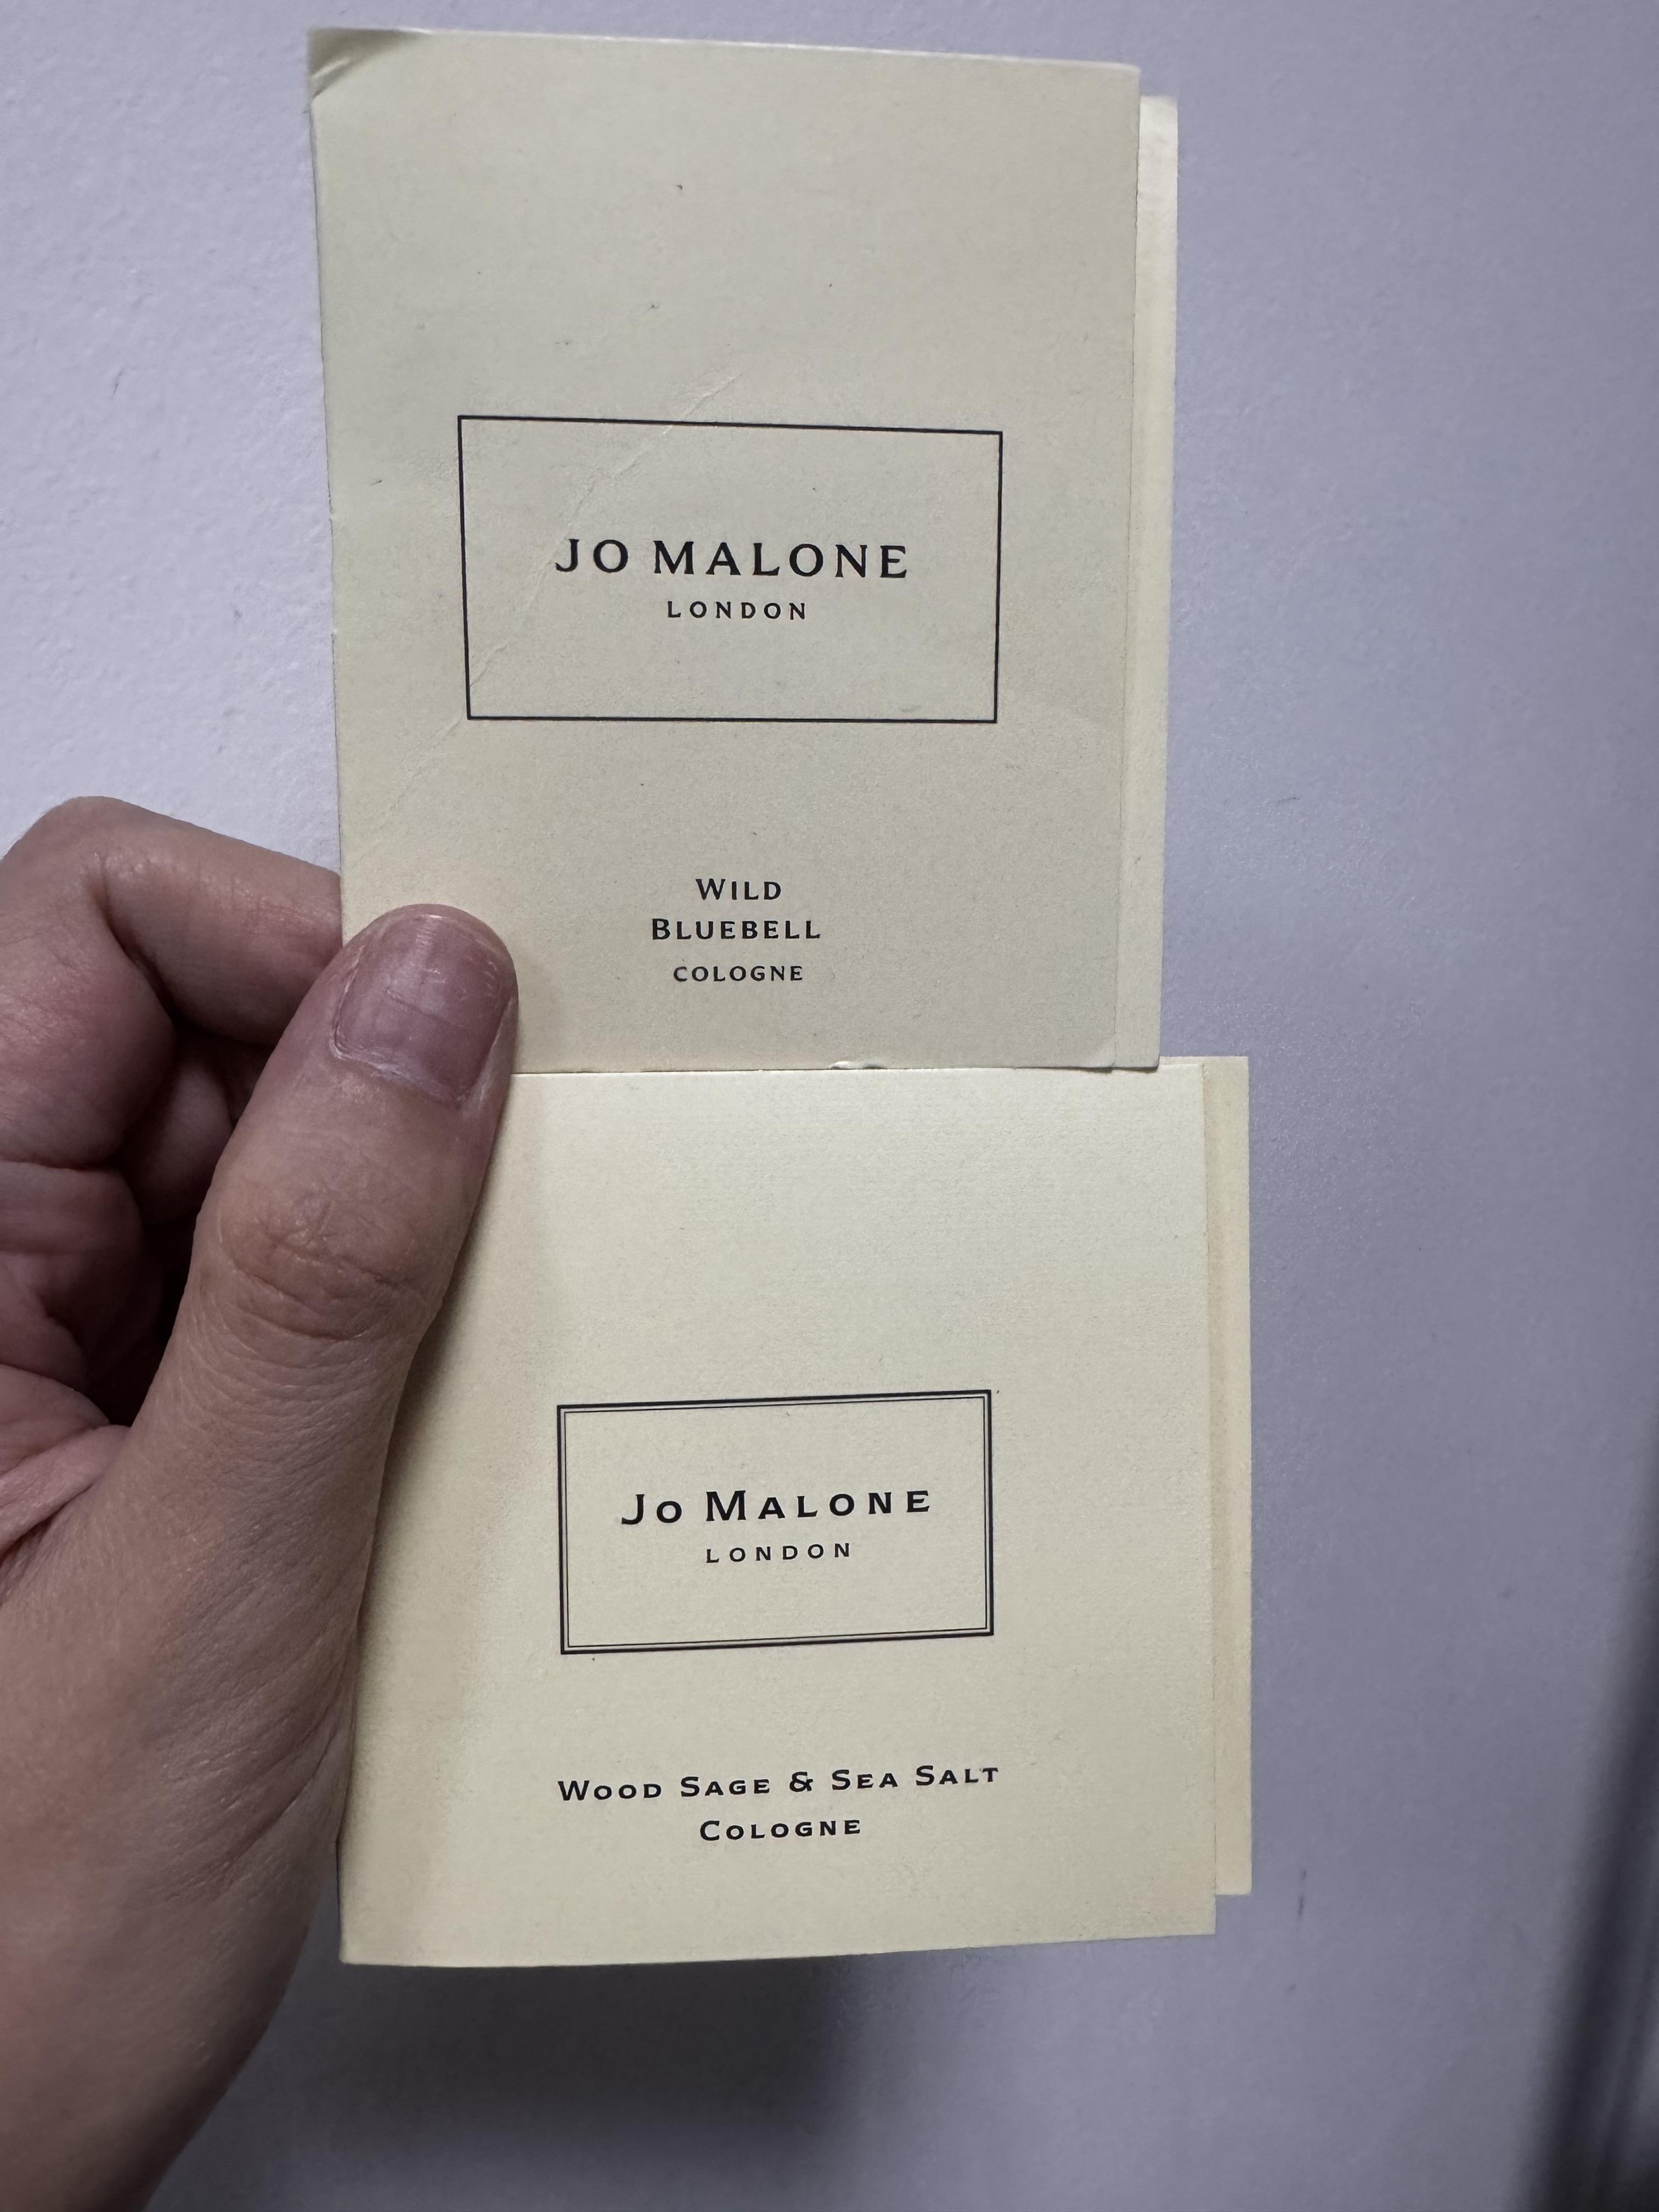 JO MALONE
LONDON
WILD
BLUEBELL
COLOGNE
JO MALONE
LONDON
WOOD SAGE & SEA SALT
COLOGNE